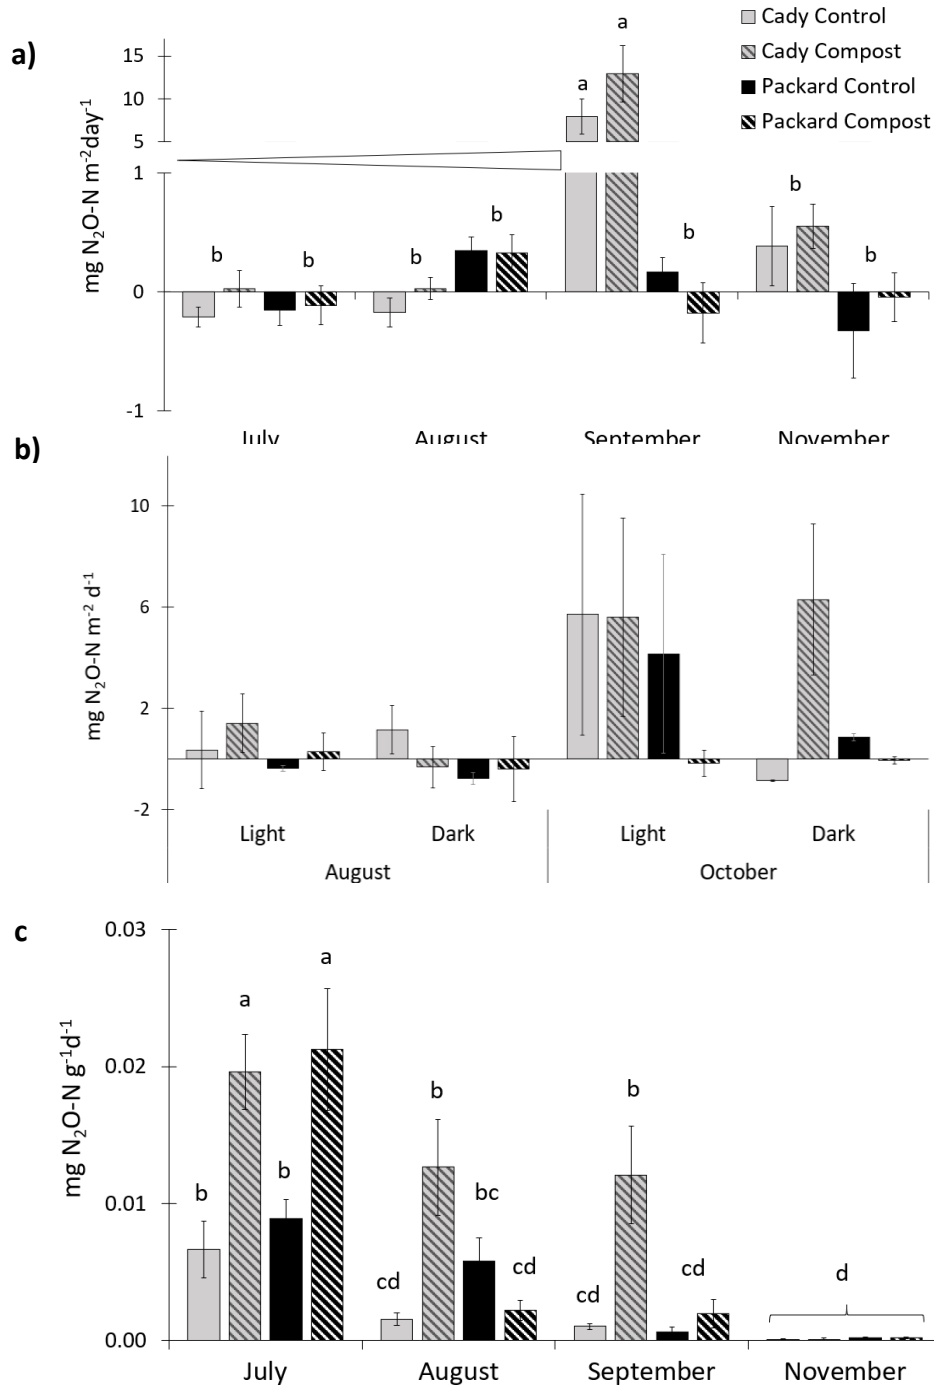 a)
Cady Control
Cady Compost
Packard Control
Packard Compost
mg N₂O-N m⁻²day⁻¹
15
10
5
1
0
-1
a
a
b
b
b
b
b
b
b
July
August
September
November
b)
mg N₂O-N m⁻² d⁻¹
10
6
2
-2
Light
Dark
Light
Dark
August
October
c
mg N₂O-N g⁻¹d⁻¹
0.03
0.02
0.01
0.00
b
a
b
a
cd
b
bc
cd
cd
b
cd
d
July
August
September
November